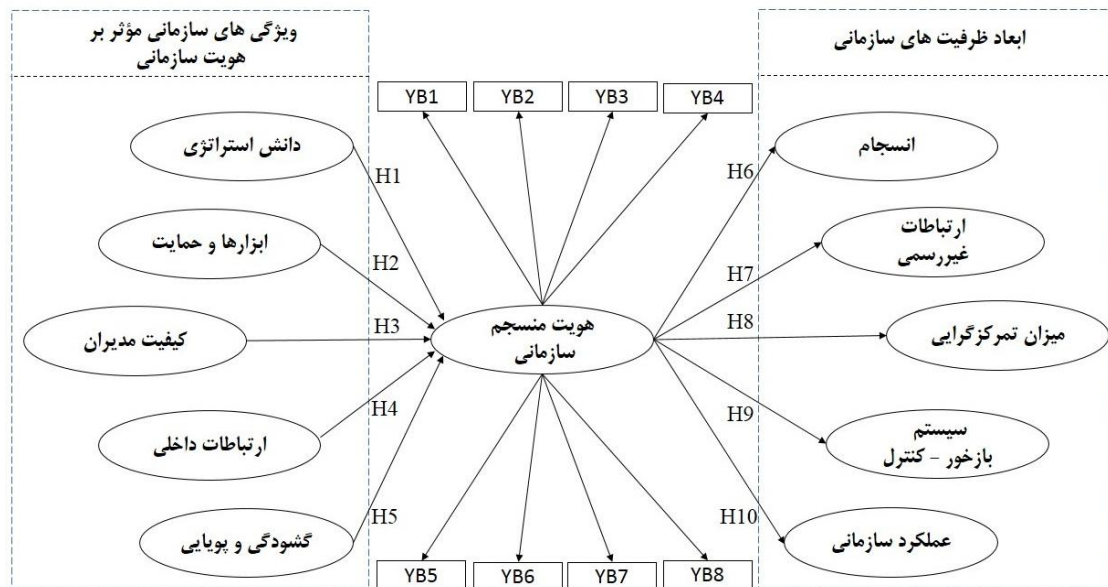 ویژگی های سازمانی مؤثر بر
هویت سازمانی
ابعاد ظرفیت های سازمانی
YB1
YB2
YB3
YB4
دانش استراتژی
انسجام
H1
H6
ابزارها و حمایت
ارتباطات
غیررسمی
H2
H7
کیفیت مدیران
H3
هویت منسجم
سازمانی
H8
میزان تمرکزگرایی
H4
H9
ارتباطات داخلی
سیستم
بازخور - کنترل
H5
H10
گشودگی و پویایی
عملکرد سازمانی
YB5
YB6
YB7
YB8